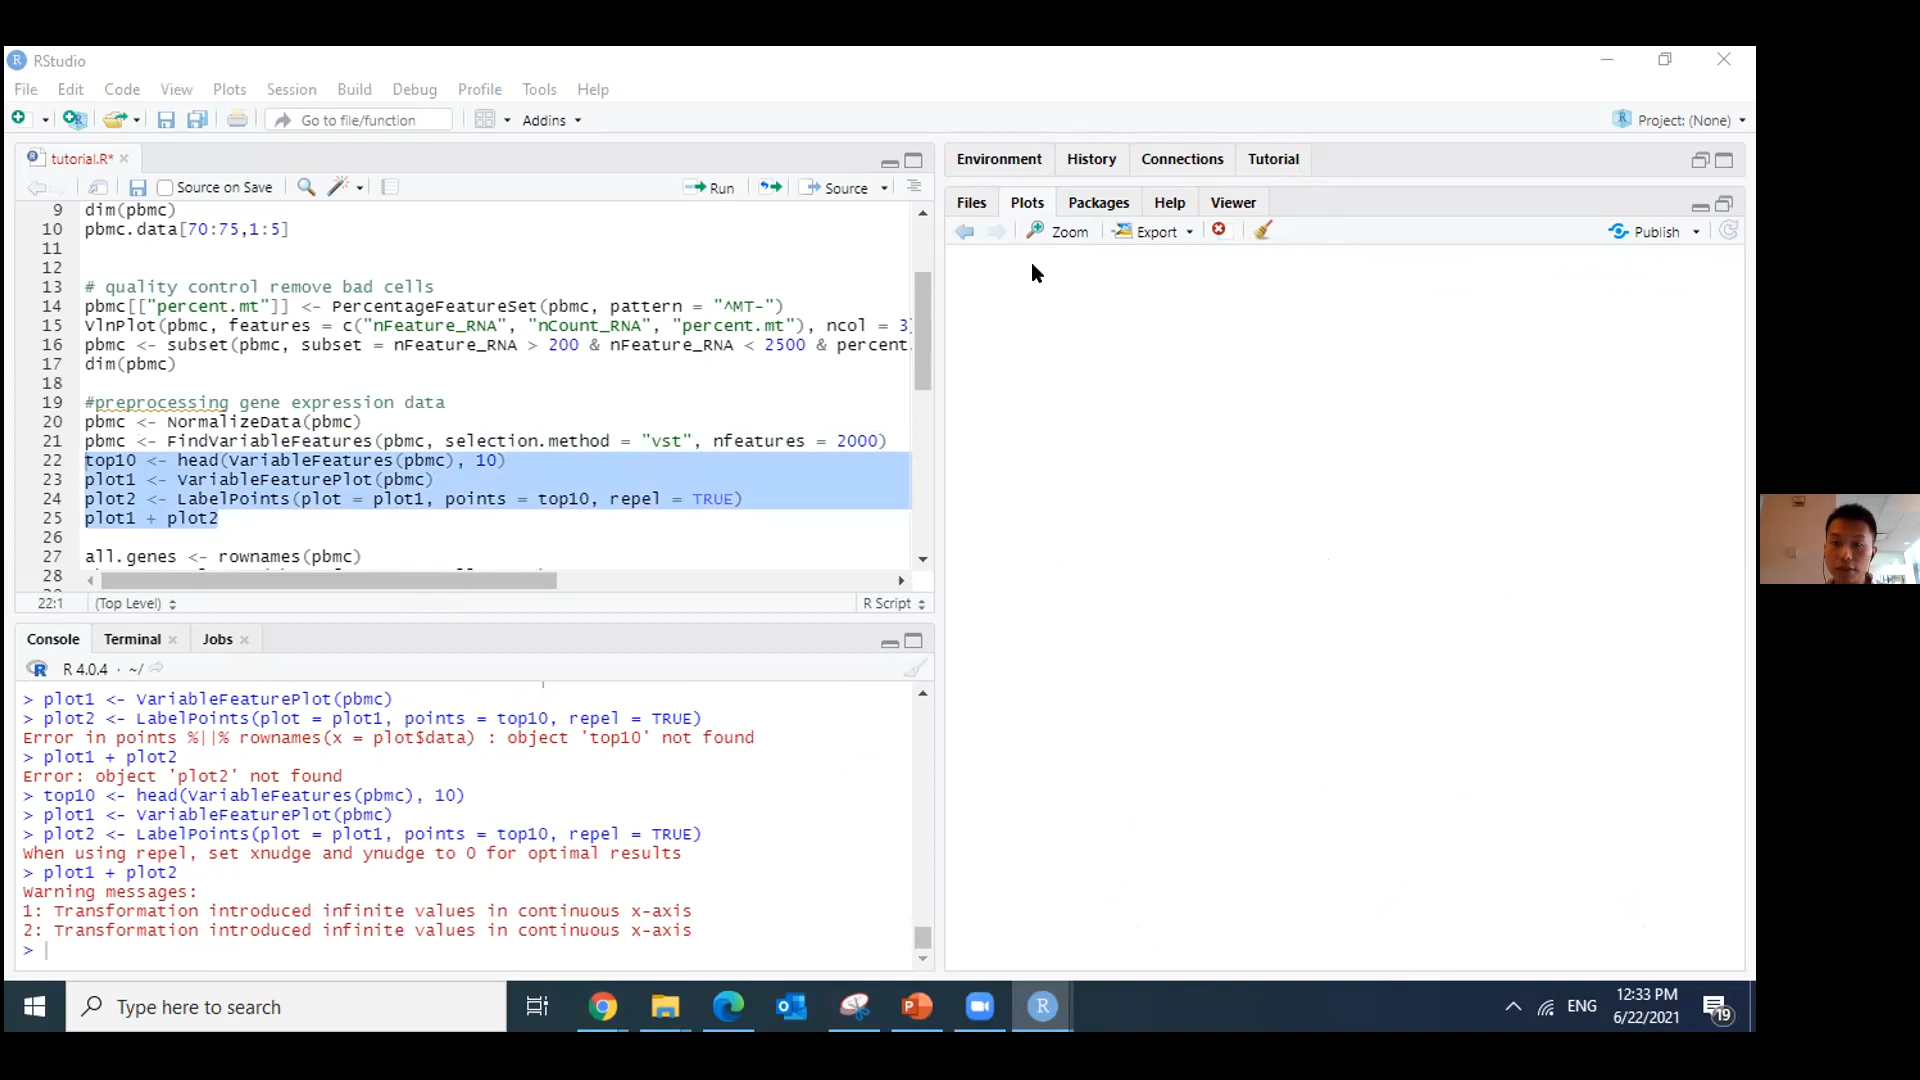 RStudio
File Edit Code View Plots Session Build Debug Profile Tools Help
Go to file/function Addins Project: (None)
tutorial.R*
Source on Save Run Source
9 dim(pbmc)
10 pbmc.data[70:75,1:5]
11
12
13 # quality control remove bad cells
14 pbmc[["percent.mt"]] <- PercentageFeatureSet(pbmc, pattern = "^MT-")
15 VlnPlot(pbmc, features = c("nFeature_RNA", "nCount_RNA", "percent.mt"), ncol = 3
16 pbmc <- subset(pbmc, subset = nFeature_RNA > 200 & nFeature_RNA < 2500 & percent.
17 dim(pbmc)
18
19 #preprocessing gene expression data
20 pbmc <- NormalizeData(pbmc)
21 pbmc <- FindVariableFeatures(pbmc, selection.method = "vst", nfeatures = 2000)
22 top10 <- head(VariableFeatures(pbmc), 10)
23 plot1 <- VariableFeaturePlot(pbmc)
24 plot2 <- LabelPoints(plot = plot1, points = top10, repel = TRUE)
25 plot1 + plot2
26
27 all.genes <- rownames(pbmc)
28
22:1 (Top Level) R Script
Console Terminal Jobs
R 4.0.4 · ~/
> plot1 <- VariableFeaturePlot(pbmc)
> plot2 <- LabelPoints(plot = plot1, points = top10, repel = TRUE)
Error in points %||% rownames(x = plot$data) : object 'top10' not found
> plot1 + plot2
Error: object 'plot2' not found
> top10 <- head(VariableFeatures(pbmc), 10)
> plot1 <- VariableFeaturePlot(pbmc)
> plot2 <- LabelPoints(plot = plot1, points = top10, repel = TRUE)
When using repel, set xnudge and ynudge to 0 for optimal results
> plot1 + plot2
Warning messages:
1: Transformation introduced infinite values in continuous x-axis
2: Transformation introduced infinite values in continuous x-axis
>
Environment History Connections Tutorial
Files Plots Packages Help Viewer
Zoom Export Publish
Type here to search
ENG
12:33 PM
6/22/2021
19